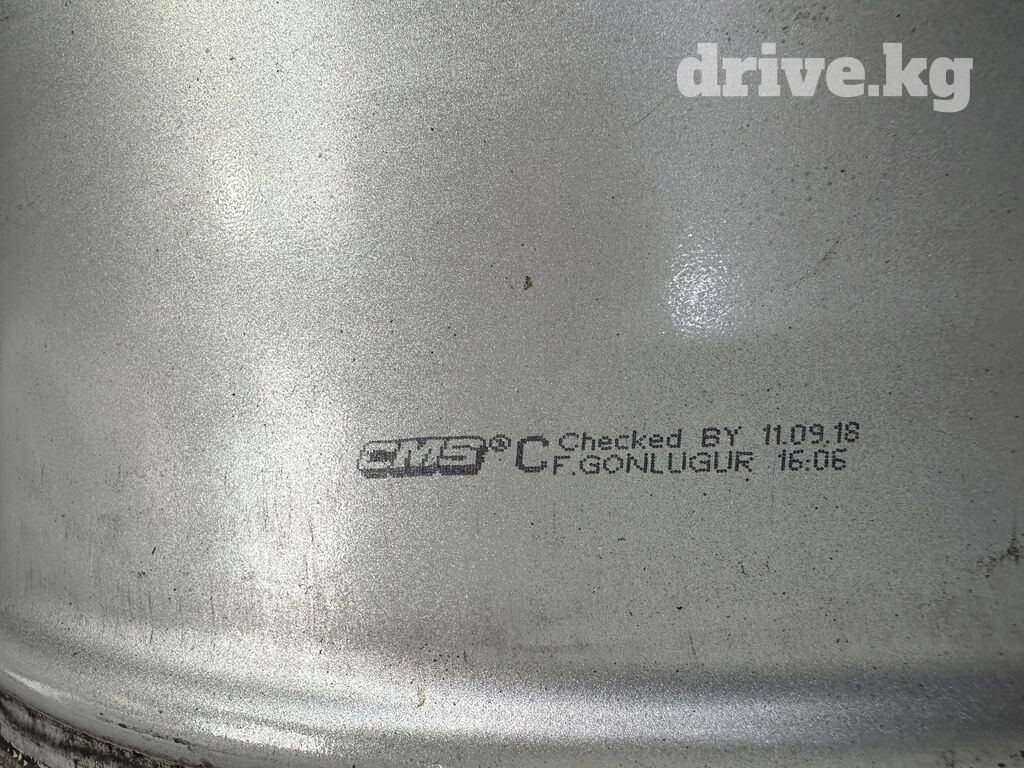 drive.kg
CMS® C Checked BY 11.09.18
F.GONLUGUR 16:06